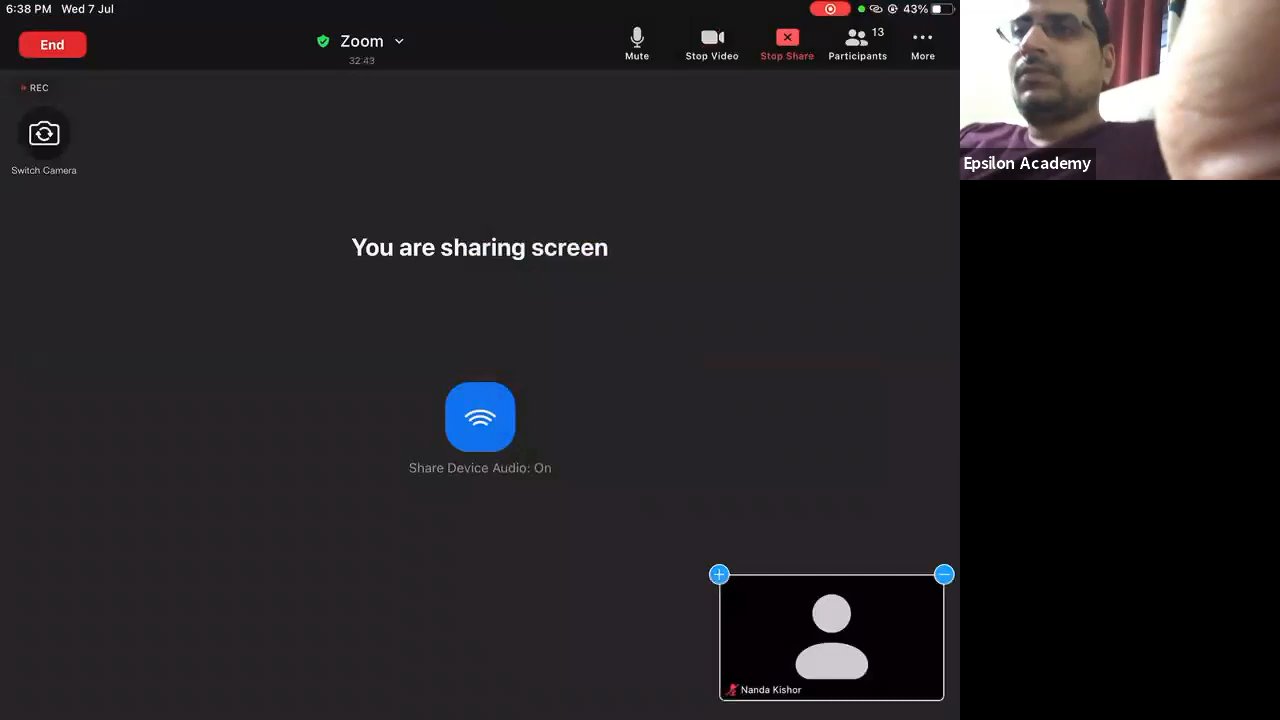 6:38 PM Wed 7 Jul
43%
End
Zoom
32:43
Mute
Stop Video
Stop Share
13
Participants
More
REC
Switch Camera
Epsilon Academy
You are sharing screen
Share Device Audio: On
Nanda Kishor